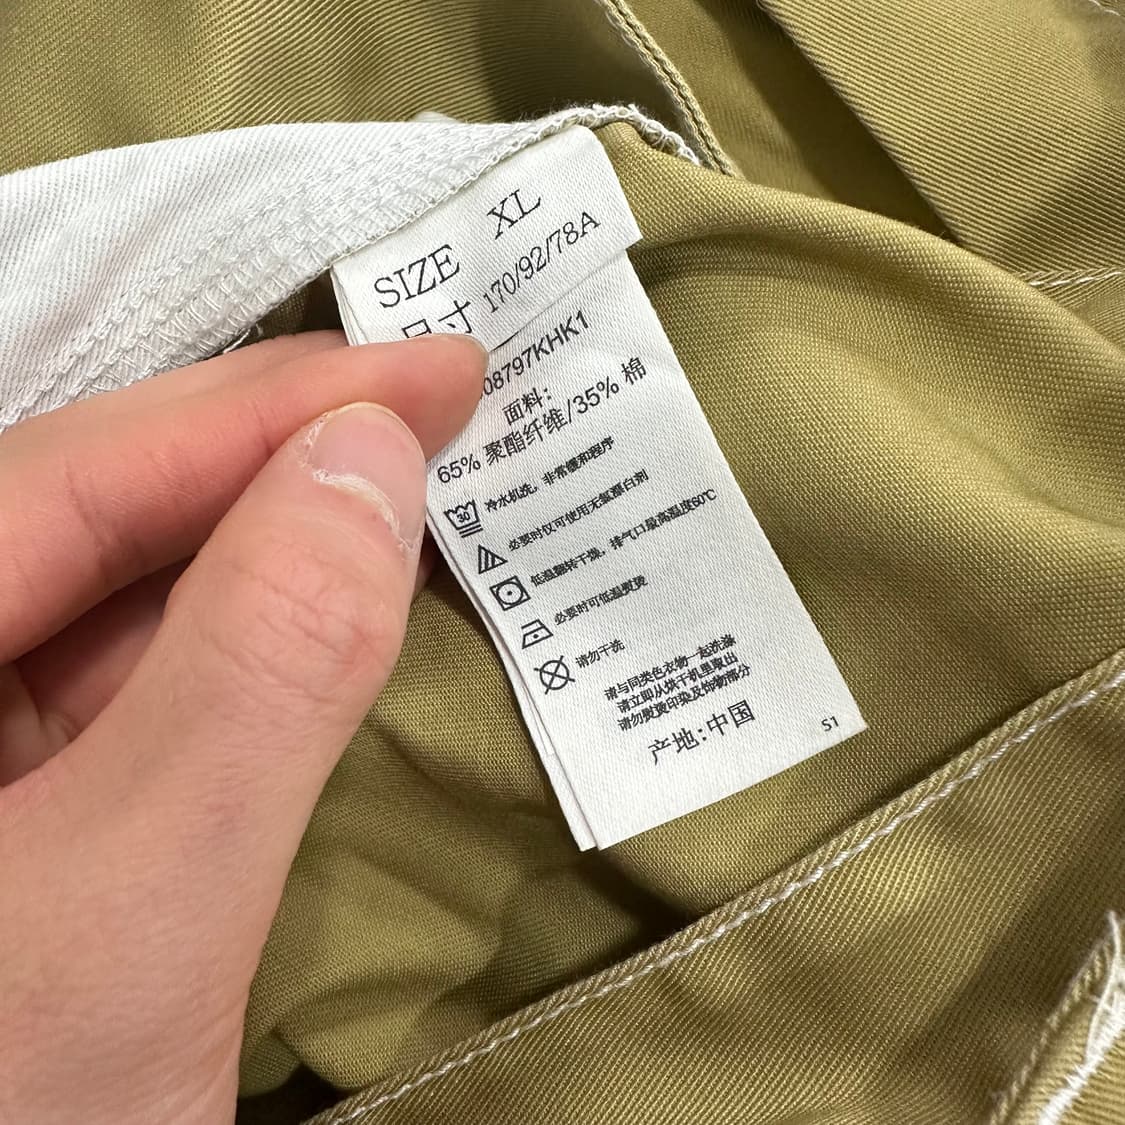 SIZE XL
尺寸 170/92/78A
08797KHK1
面料:
65% 聚酯纤维/35% 棉
30 冷水机洗，非常缓和程序
必要时仅可使用无氯漂白剂
低温翻转干燥，排气口最高温度60℃
必要时可低温熨烫
请勿干洗
请与同类色衣物一起洗涤
请立即从烘干机里取出
请勿熨烫印染及饰物部分
产地:中国
S1